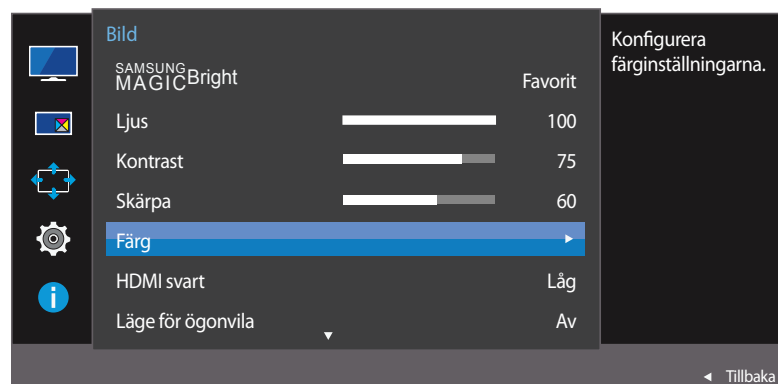 Bild
SAMSUNG
MAGICBright Favorit
Ljus 100
Kontrast 75
Skärpa 60
Färg
HDMI svart Låg
Läge för ögonvila Av
Konfigurera
färginställningarna.
Tillbaka